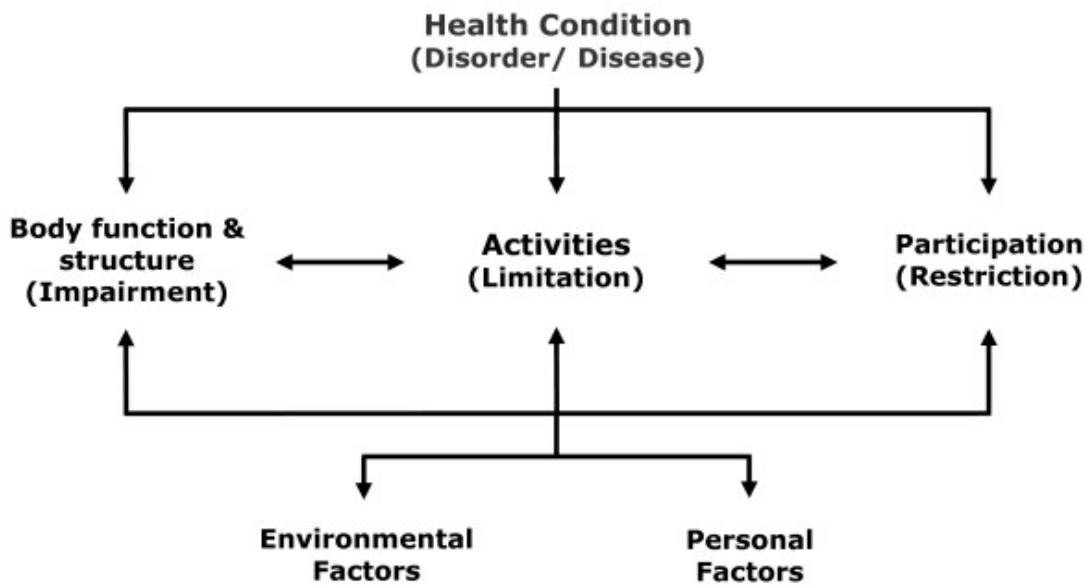 Health Condition
(Disorder/ Disease)
Body function &
structure
(Impairment)
Activities
(Limitation)
Participation
(Restriction)
Environmental
Factors
Personal
Factors